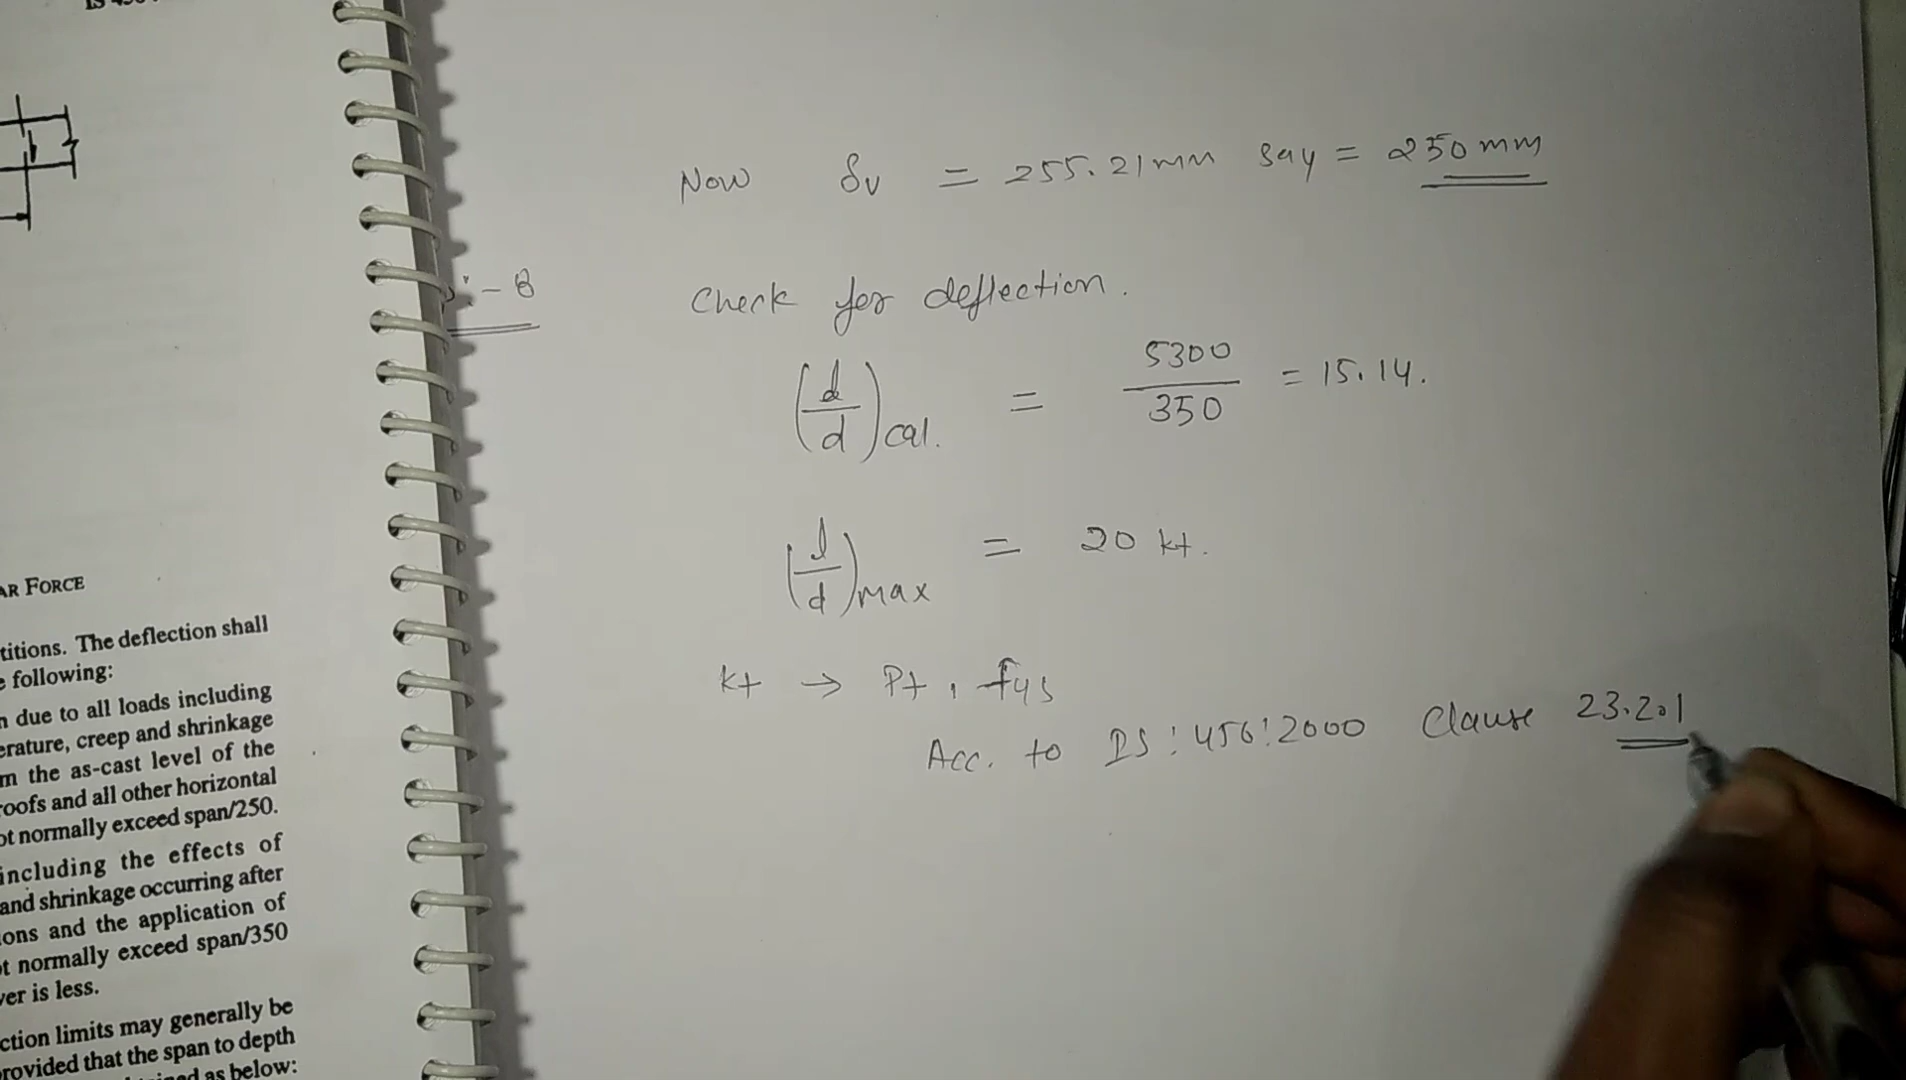 AR FORCE
titions. The deflection shall
following:
due to all loads including
erature, creep and shrinkage
m the as-cast level of the
roofs and all other horizontal
ot normally exceed span/250.
including the effects of
and shrinkage occurring after
ions and the application of
t normally exceed span/350
ver is less.
ction limits may generally be
rovided that the span to depth
as below:
:- 8
Now Sv = 255.21mm say = 250 mm
Check for deflection.
(d/d)cal. = 5300/350 = 15.14.
(l/d)max = 20 kt.
kt → Pt, fys
Acc. to IS:456:2000 Clause 23.2.1